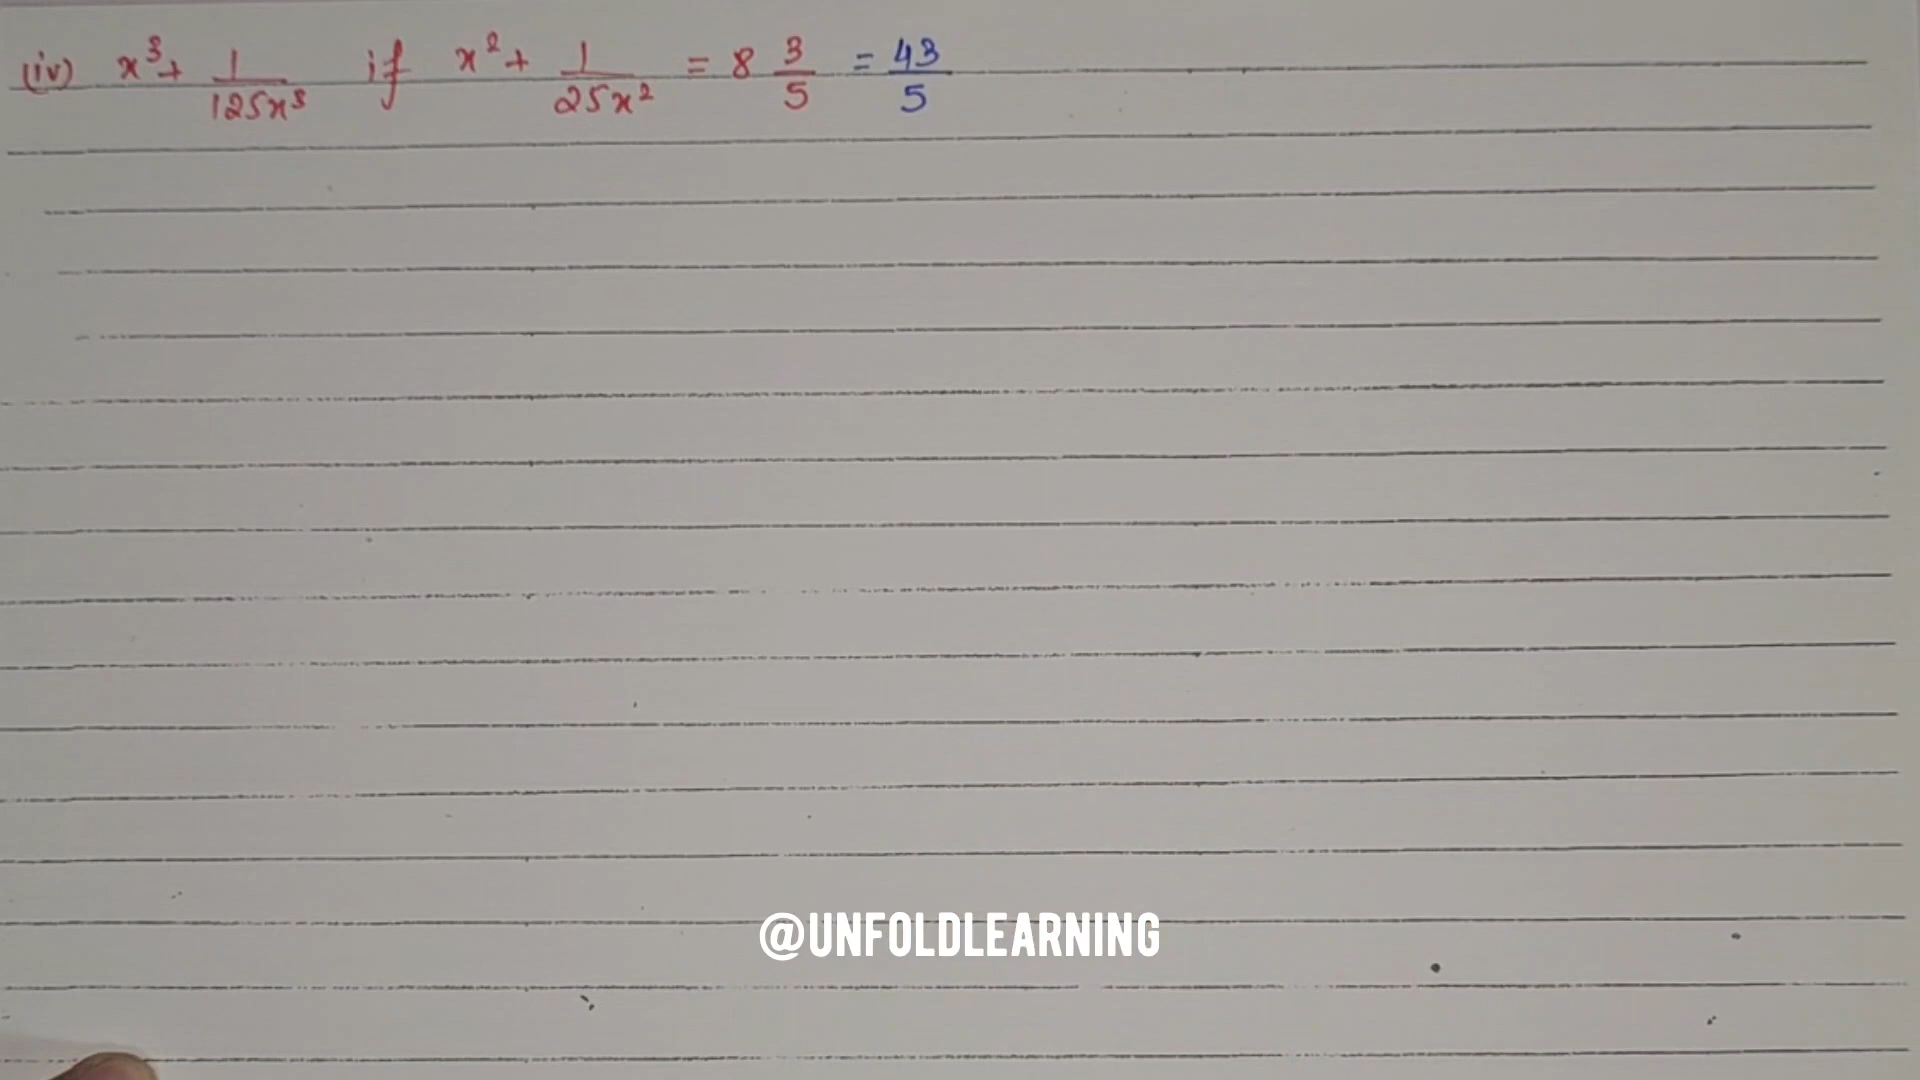 (iv) x³ + 1/125x³ if x² + 1/25x² = 8 3/5 = 43/5
@UNFOLDLEARNING